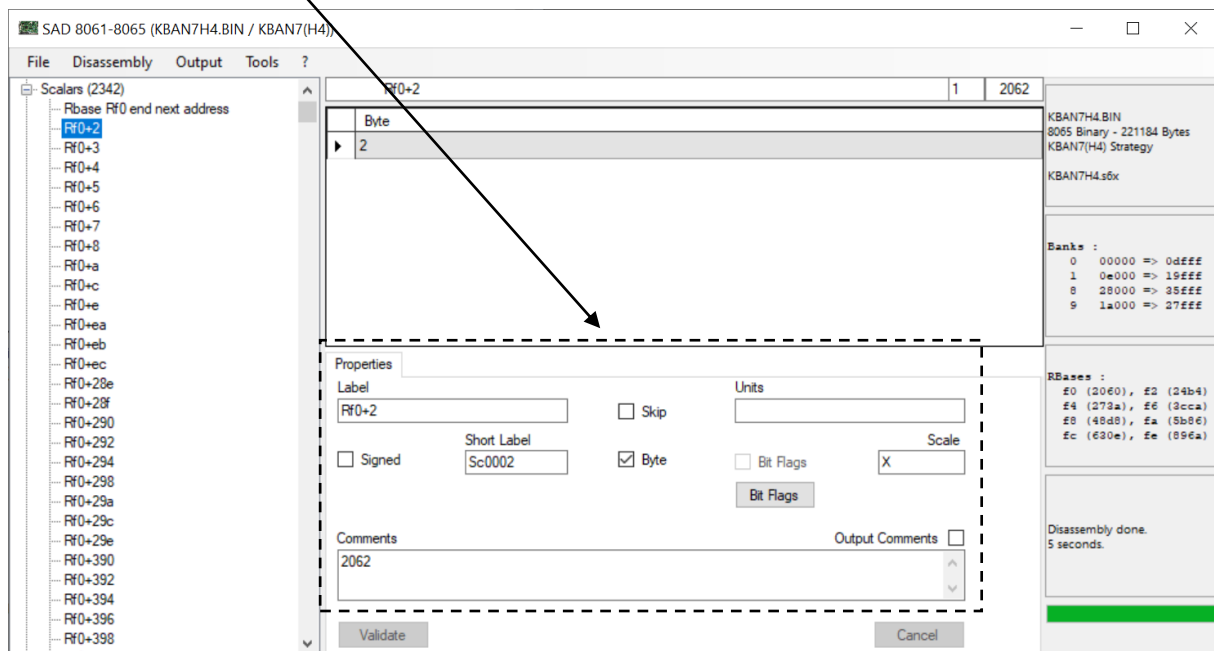 SAD 8061-8065 (KBAN7H4.BIN / KBAN7(H4))
File Disassembly Output Tools ?
Scalars (2342)
Rbase Rf0 end next address
Rf0+2
Rf0+3
Rf0+4
Rf0+5
Rf0+6
Rf0+7
Rf0+8
Rf0+a
Rf0+c
Rf0+e
Rf0+ea
Rf0+eb
Rf0+ec
Rf0+28e
Rf0+28f
Rf0+290
Rf0+292
Rf0+294
Rf0+298
Rf0+29a
Rf0+29c
Rf0+29e
Rf0+390
Rf0+392
Rf0+394
Rf0+396
Rf0+398
Rf0+2 1 2062
Byte
2
Properties
Label
Rf0+2
Skip
Units
Signed
Short Label
Sc0002
Byte
Bit Flags
Scale
X
Bit Flags
Comments
Output Comments
2062
Validate
Cancel
KBAN7H4.BIN
8065 Binary - 221184 Bytes
KBAN7(H4) Strategy
KBAN7H4.s6x
Banks :
0 00000 => 0dfff
1 0e000 => 19fff
8 28000 => 35fff
9 1a000 => 27fff
RBases :
f0 (2060), f2 (24b4)
f4 (273a), f6 (3cca)
f8 (48d8), fa (5b86)
fc (630e), fe (896a)
Disassembly done.
5 seconds.